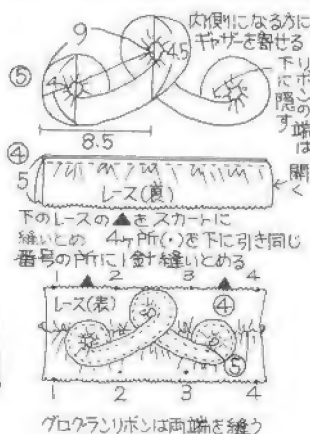 内側になる方に
ギャザーを寄せる
⑤
9
4.5
4
8.5
リボンの端は
下に隠す
④
5
レース(裏)
開く
下のレースの▲をスカートに
縫いとめ 4ヶ所(・)を下に引き同じ
番号の所に1針縫いとめる
1 2 3 4
レース(表)
④
⑤
1 2 3 4
グログランリボンは両端を縫う